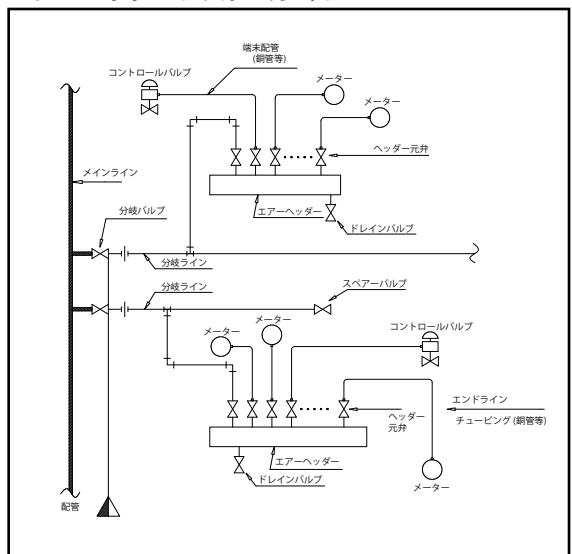 端末配管
(銅管等)
コントロールバルブ
メーター
メーター
メインライン
ヘッダー元弁
分岐バルブ
エアーヘッダー
ドレインバルブ
分岐ライン
分岐ライン
スペアーバルブ
メーター
メーター
コントロールバルブ
エンドライン
チュービング (銅管等)
ヘッダー
元弁
エアーヘッダー
ドレインバルブ
メーター
配管